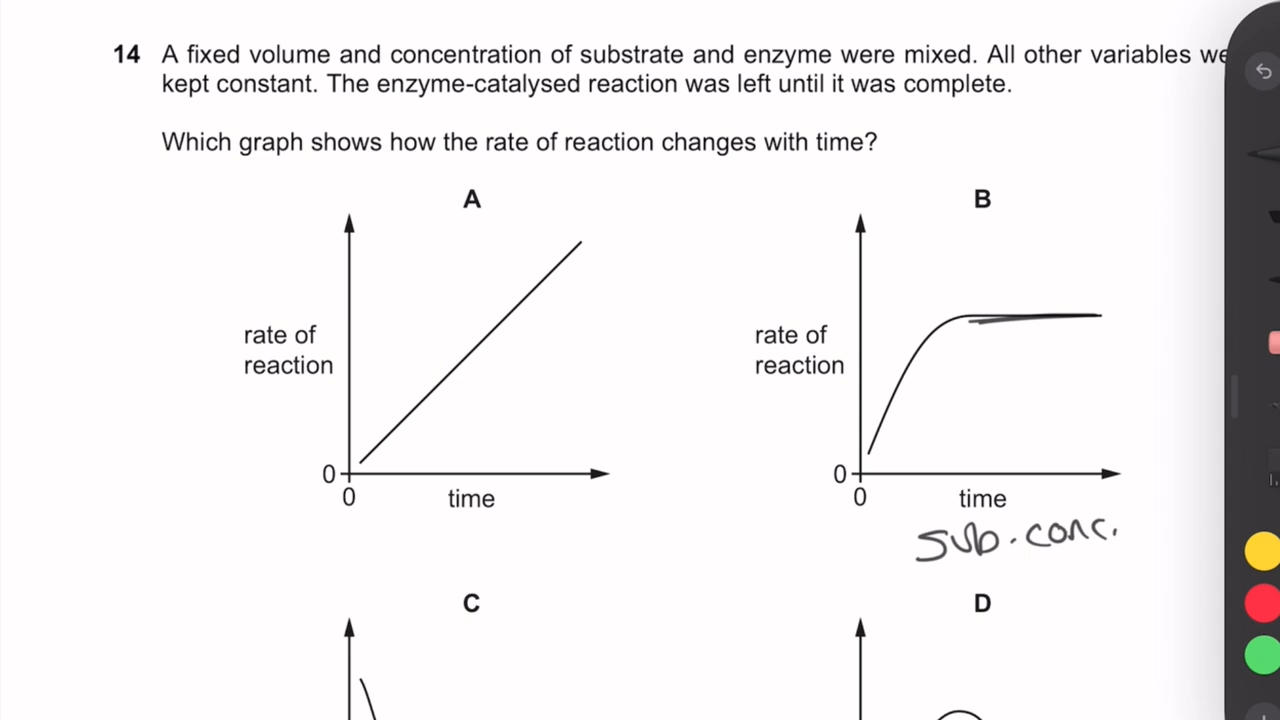 14 A fixed volume and concentration of substrate and enzyme were mixed. All other variables
kept constant. The enzyme-catalysed reaction was left until it was complete.
Which graph shows how the rate of reaction changes with time?
A
B
rate of
reaction
rate of
reaction
0
0
0
time
0
time
sub. conc.
C
D